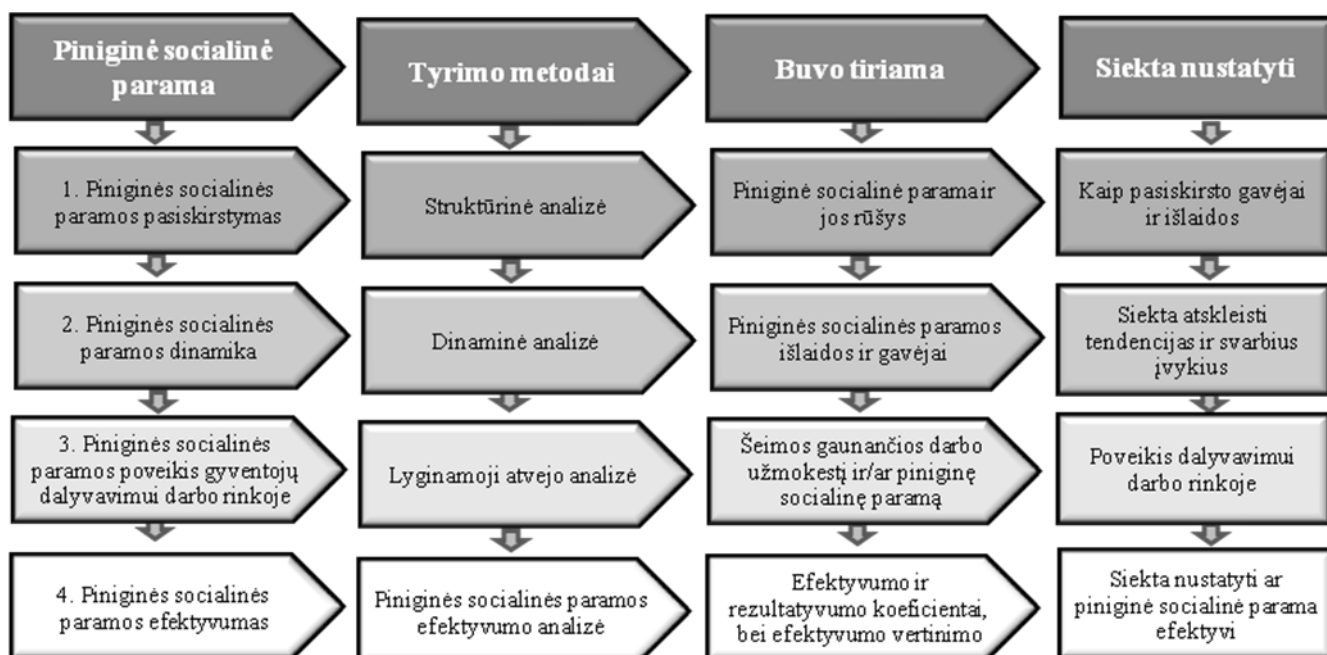 Piniginė socialinė
parama
Tyrimo metodai
Buvo tiriama
Siekta nustatyti
1. Piniginės socialinės
paramos pasiskirstymas
Struktūrinė analizė
Piniginė socialinė parama ir
jos rūšys
Kaip pasiskirsto gavėjai
ir išlaidos
2. Piniginės socialinės
paramos dinamika
Dinaminė analizė
Piniginės socialinės paramos
išlaidos ir gavėjai
Siekta atskleisti
tendencijas ir svarbius
įvykius
3. Piniginės socialinės
paramos poveikis gyventojų
dalyvavimui darbo rinkoje
Lyginamoji atvejo analizė
Šeimos gaunančios darbo
užmokestį ir/ar piniginę
socialinę paramą
Poveikis dalyvavimui
darbo rinkoje
4. Piniginės socialinės
paramos efektyvumas
Piniginės socialinės paramos
efektyvumo analizė
Efektyvumo ir
rezultatyvumo koeficientai,
bei efektyvumo vertinimo
Siekta nustatyti ar
piniginė socialinė parama
efektyvi